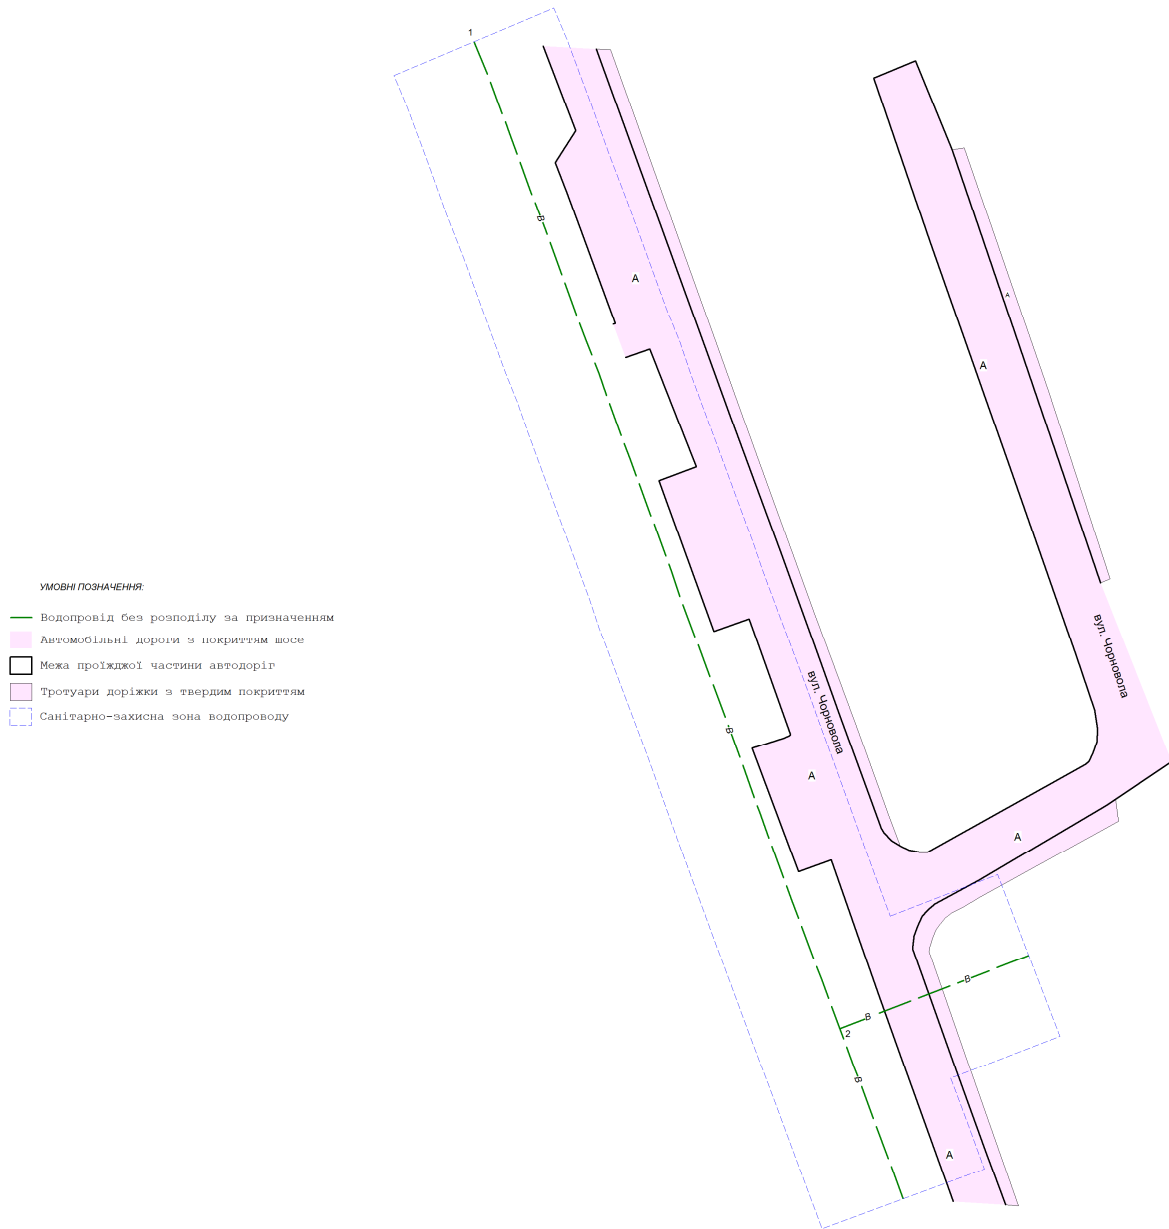 1
В
А
А
А
вул. Чорновола
вул. Чорновола
УМОВНІ ПОЗНАЧЕННЯ:
Водопровід без розподілу за призначенням
Автомобільні дороги з покриттям шосе
Межа проїжджої частини автодоріг
Тротуари доріжки з твердим покриттям
Санітарно-захисна зона водопроводу
В
А
А
В
В
2
В
А